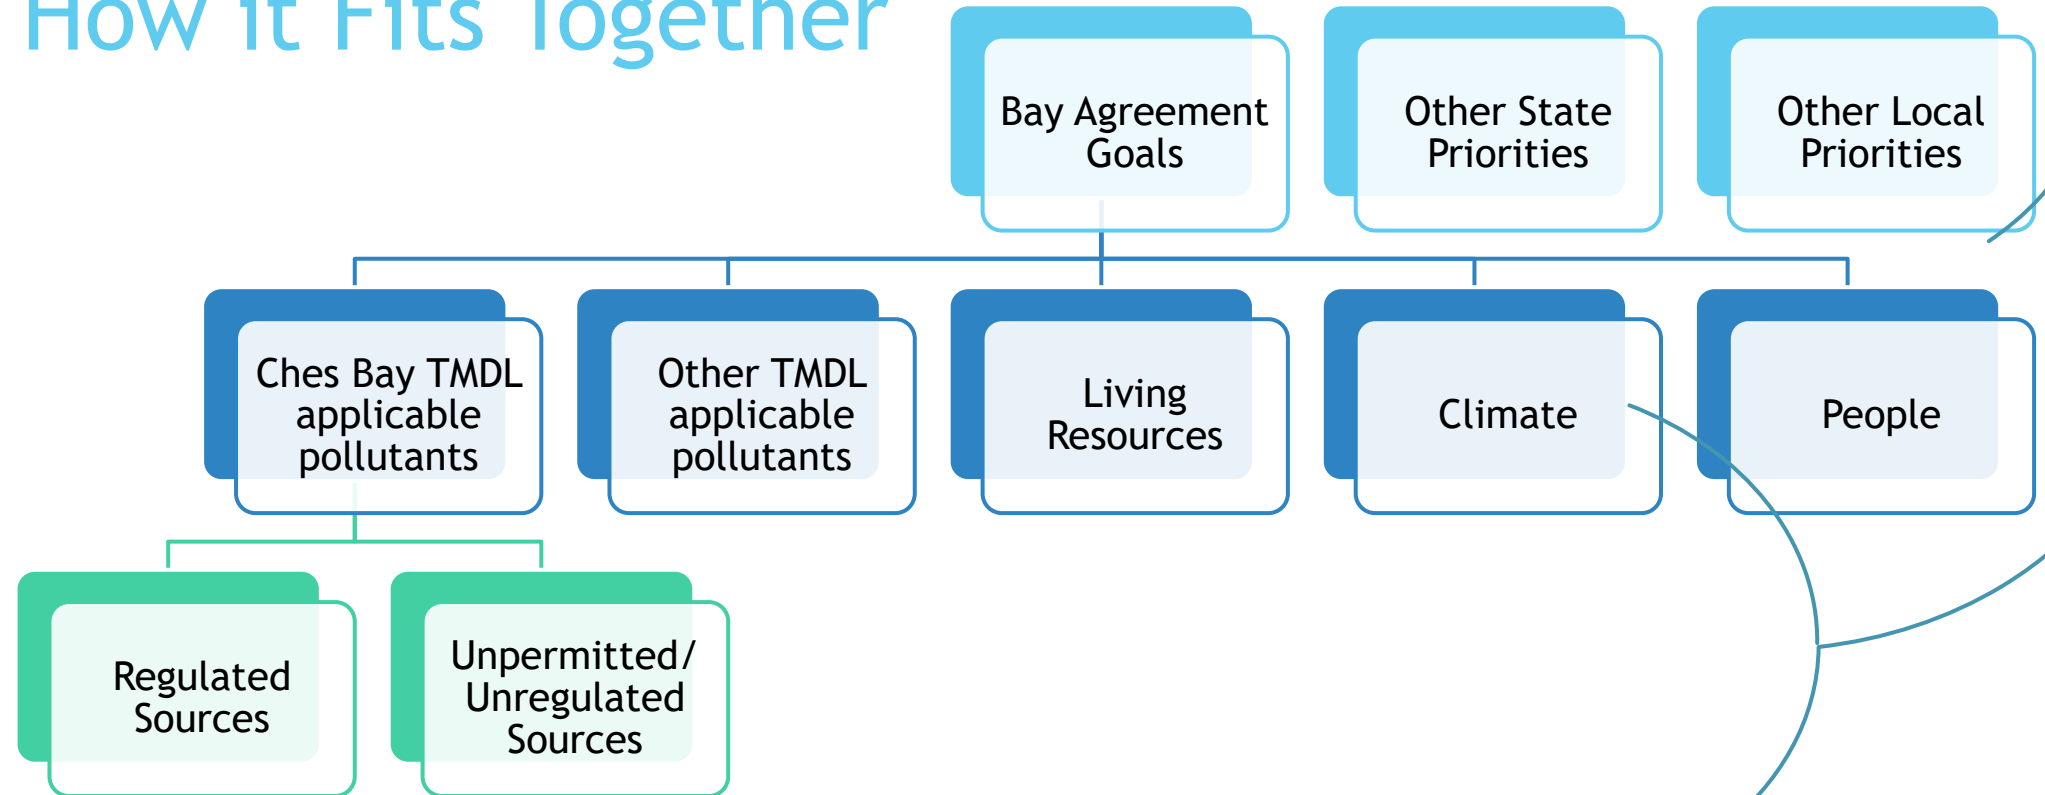 How it Fits Together
Bay Agreement
Goals
Other State
Priorities
Other Local
Priorities
Ches Bay TMDL
applicable
pollutants
Other TMDL
applicable
pollutants
Living
Resources
Climate
People
Regulated
Sources
Unpermitted/
Unregulated
Sources